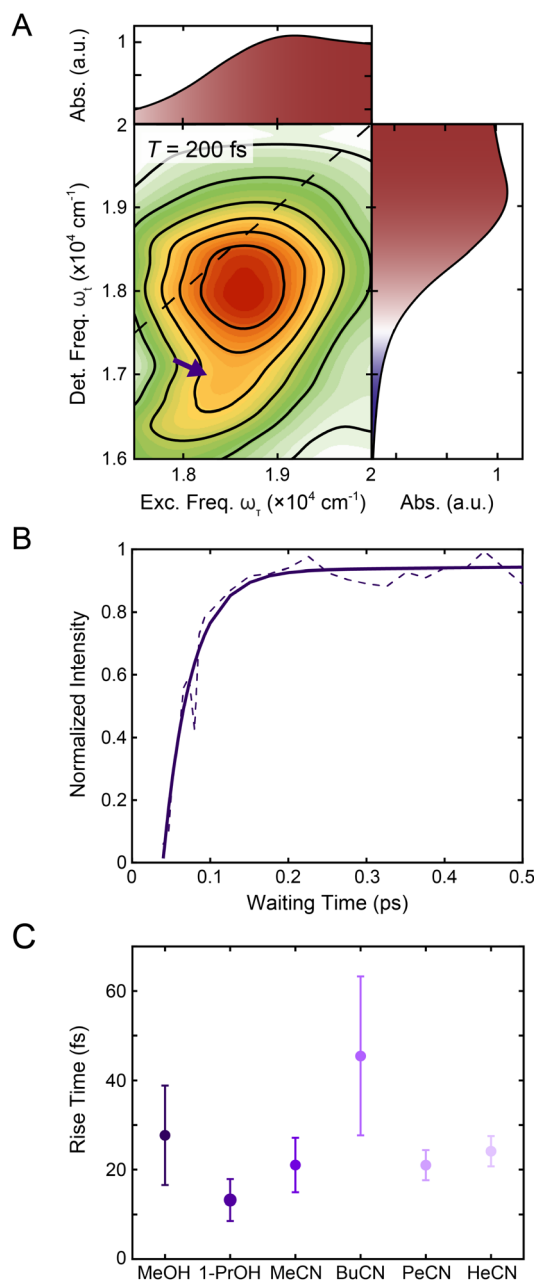 A
Abs. (a.u.)
1
2
T = 200 fs
1.9
1.8
1.7
1.6
Det. Freq. ωt (x10⁴ cm⁻¹)
1.8
1.9
2
1
Exc. Freq. ωτ (×10⁴ cm⁻¹)
Abs. (a.u.)
B
1
0.8
0.6
0.4
0.2
0
Normalized Intensity
0
0.1
0.2
0.3
0.4
0.5
Waiting Time (ps)
C
60
40
20
0
Rise Time (fs)
MeOH
1-PrOH
MeCN
BuCN
PeCN
HeCN